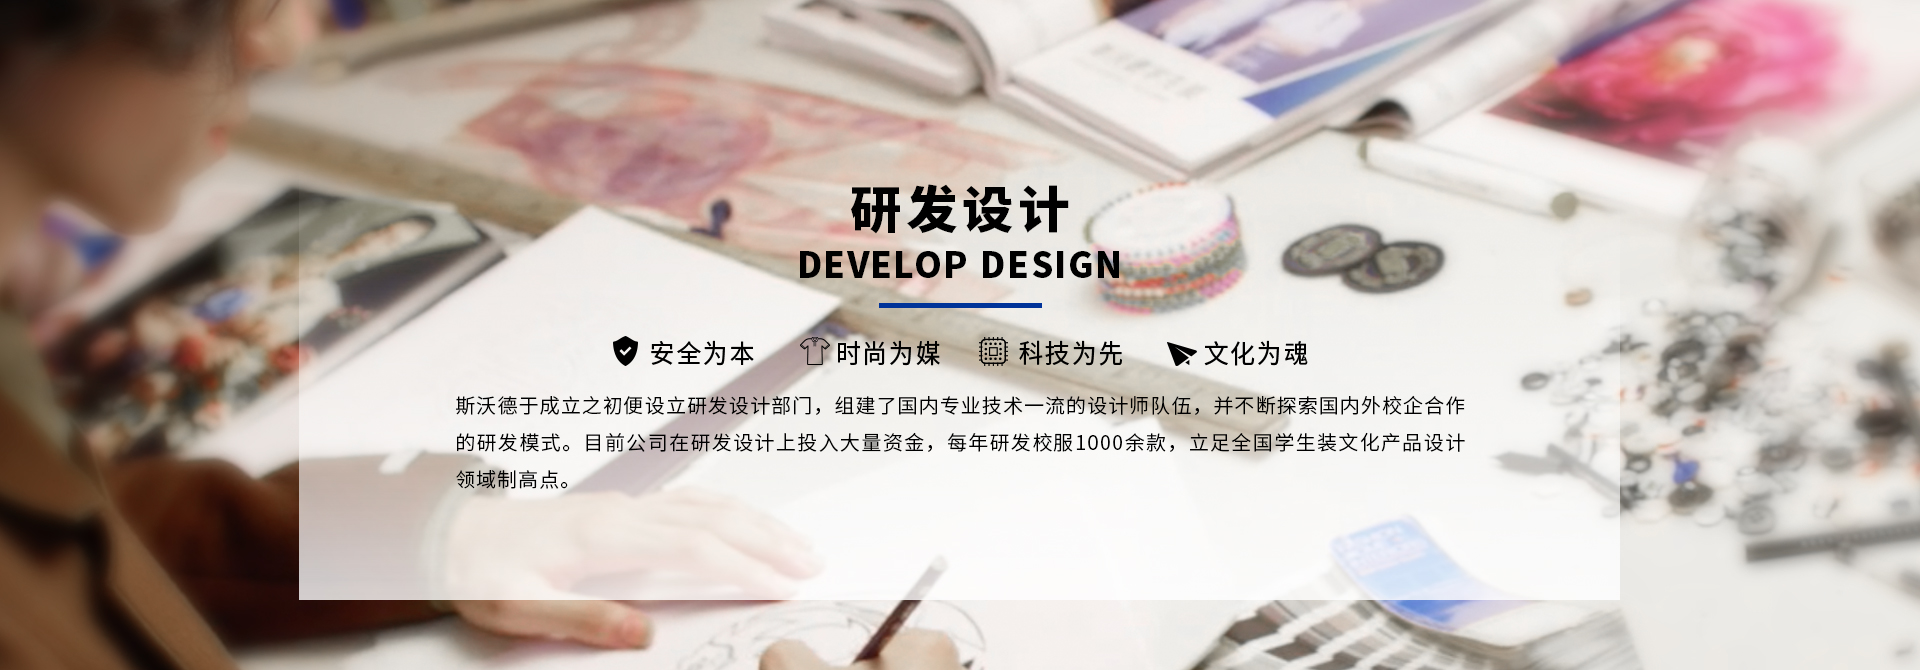 研发设计
DEVELOP DESIGN
安全为本 时尚为媒 科技为先 文化为魂
斯沃德于成立之初便设立研发设计部门，组建了国内专业技术一流的设计师队伍，并不断探索国内外校企合作
的研发模式。目前公司在研发设计上投入大量资金，每年研发校服1000余款，立足全国学生装文化产品设计
领域制高点。